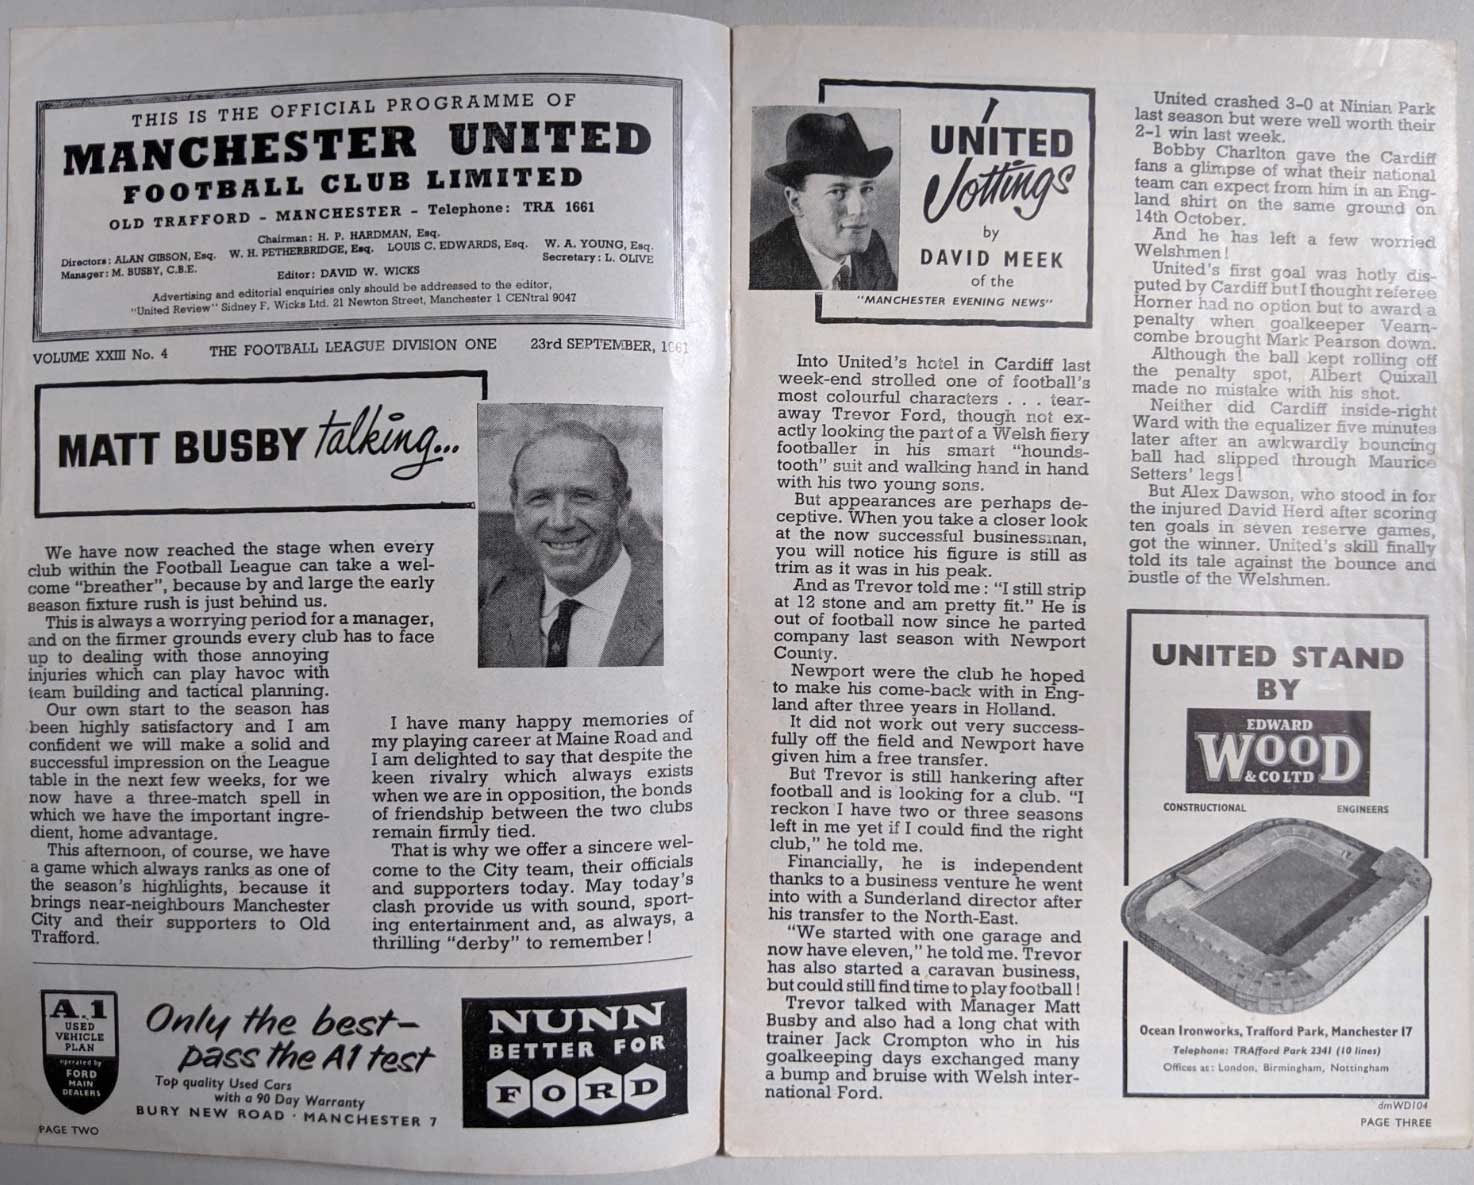 THIS IS THE OFFICIAL PROGRAMME OF
MANCHESTER UNITED
FOOTBALL CLUB LIMITED
OLD TRAFFORD - MANCHESTER - Telephone: TRA 1661
Chairman: H. P. HARDMAN, Esq.
Directors: ALAN GIBSON, Esq. W. H. PETHERBRIDGE, Esq. LOUIS C. EDWARDS, Esq. W. A. YOUNG, Esq.
Manager: M. BUSBY, C.B.E. Secretary: L. OLIVE
Editor: DAVID W. WICKS
Advertising and editorial enquiries only should be addressed to the editor,
"United Review" Sidney F. Wicks Ltd. 21 Newton Street, Manchester 1 CENtral 9047
VOLUME XXIII No. 4 THE FOOTBALL LEAGUE DIVISION ONE 23rd SEPTEMBER, 1961
MATT BUSBY talking...
We have now reached the stage when every
club within the Football League can take a wel-
come "breather", because by and large the early
season fixture rush is just behind us.
This is always a worrying period for a manager,
and on the firmer grounds every club has to face
up to dealing with those annoying
injuries which can play havoc with
team building and tactical planning.
Our own start to the season has
been highly satisfactory and I am
confident we will make a solid and
successful impression on the League
table in the next few weeks, for we
now have a three-match spell in
which we have the important ingre-
dient, home advantage.
This afternoon, of course, we have
a game which always ranks as one of
the season's highlights, because it
brings near-neighbours Manchester
City and their supporters to Old
Trafford.
I have many happy memories of
my playing career at Maine Road and
I am delighted to say that despite the
keen rivalry which always exists
when we are in opposition, the bonds
of friendship between the two clubs
remain firmly tied.
That is why we offer a sincere wel-
come to the City team, their officials
and supporters today. May today's
clash provide us with sound, sport-
ing entertainment and, as always, a
thrilling "derby" to remember!
A.1
USED
VEHICLE
PLAN
operated by
FORD
MAIN
DEALERS
Only the best—
pass the A1 test
Top quality Used Cars
with a 90 Day Warranty
BURY NEW ROAD · MANCHESTER 7
NUNN
BETTER FOR
FORD
PAGE TWO
UNITED
Jottings
by
DAVID MEEK
of the
"MANCHESTER EVENING NEWS"
Into United's hotel in Cardiff last
week-end strolled one of football's
most colourful characters . . . tear-
away Trevor Ford, though not ex-
actly looking the part of a Welsh fiery
footballer in his smart "hounds-
tooth" suit and walking hand in hand
with his two young sons.
But appearances are perhaps de-
ceptive. When you take a closer look
at the now successful businessman,
you will notice his figure is still as
trim as it was in his peak.
And as Trevor told me: "I still strip
at 12 stone and am pretty fit." He is
out of football now since he parted
company last season with Newport
County.
Newport were the club he hoped
to make his come-back with in Eng-
land after three years in Holland.
It did not work out very success-
fully off the field and Newport have
given him a free transfer.
But Trevor is still hankering after
football and is looking for a club. "I
reckon I have two or three seasons
left in me yet if I could find the right
club," he told me.
Financially, he is independent
thanks to a business venture he went
into with a Sunderland director after
his transfer to the North-East.
"We started with one garage and
now have eleven," he told me. Trevor
has also started a caravan business,
but could still find time to play football!
Trevor talked with Manager Matt
Busby and also had a long chat with
trainer Jack Crompton who in his
goalkeeping days exchanged many
a bump and bruise with Welsh inter-
national Ford.
United crashed 3-0 at Ninian Park
last season but were well worth their
2-1 win last week.
Bobby Charlton gave the Cardiff
fans a glimpse of what their national
team can expect from him in an Eng-
land shirt on the same ground on
14th October.
And he has left a few worried
Welshmen!
United's first goal was hotly dis-
puted by Cardiff but I thought referee
Horner had no option but to award a
penalty when goalkeeper Vearn-
combe brought Mark Pearson down.
Although the ball kept rolling off
the penalty spot, Albert Quixall
made no mistake with his shot.
Neither did Cardiff inside-right
Ward with the equalizer five minutes
later after an awkwardly bouncing
ball had slipped through Maurice
Setters' legs!
But Alex Dawson, who stood in for
the injured David Herd after scoring
ten goals in seven reserve games,
got the winner. United's skill finally
told its tale against the bounce and
bustle of the Welshmen.
UNITED STAND
BY
EDWARD
WOOD
& CO LTD
CONSTRUCTIONAL ENGINEERS
Ocean Ironworks, Trafford Park, Manchester 17
Telephone: TRAfford Park 2341 (10 lines)
Offices at: London, Birmingham, Nottingham
dmWD104
PAGE THREE